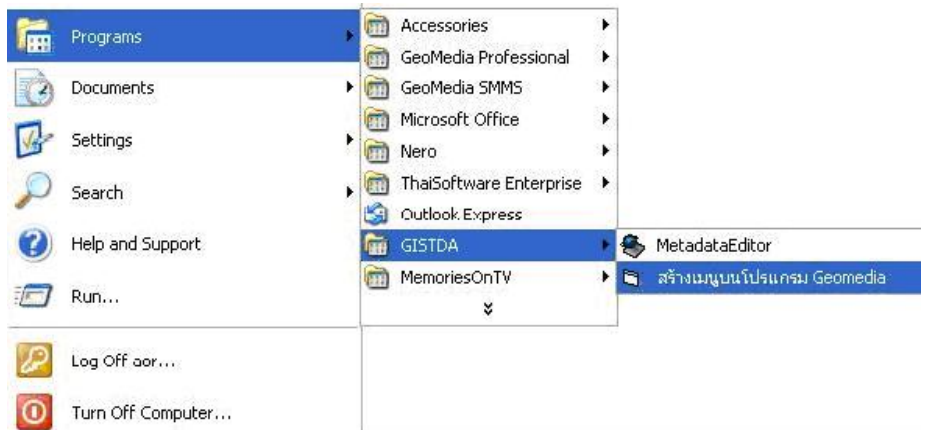 Programs
Documents
Settings
Search
Help and Support
Run...
Log Off aor...
Turn Off Computer...
Accessories
GeoMedia Professional
GeoMedia SMMS
Microsoft Office
Nero
ThaiSoftware Enterprise
Outlook Express
GISTDA
MemoriesOnTV
MetadataEditor
สร้างเมนูบนโปรแกรม Geomedia